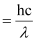 = hc/λ